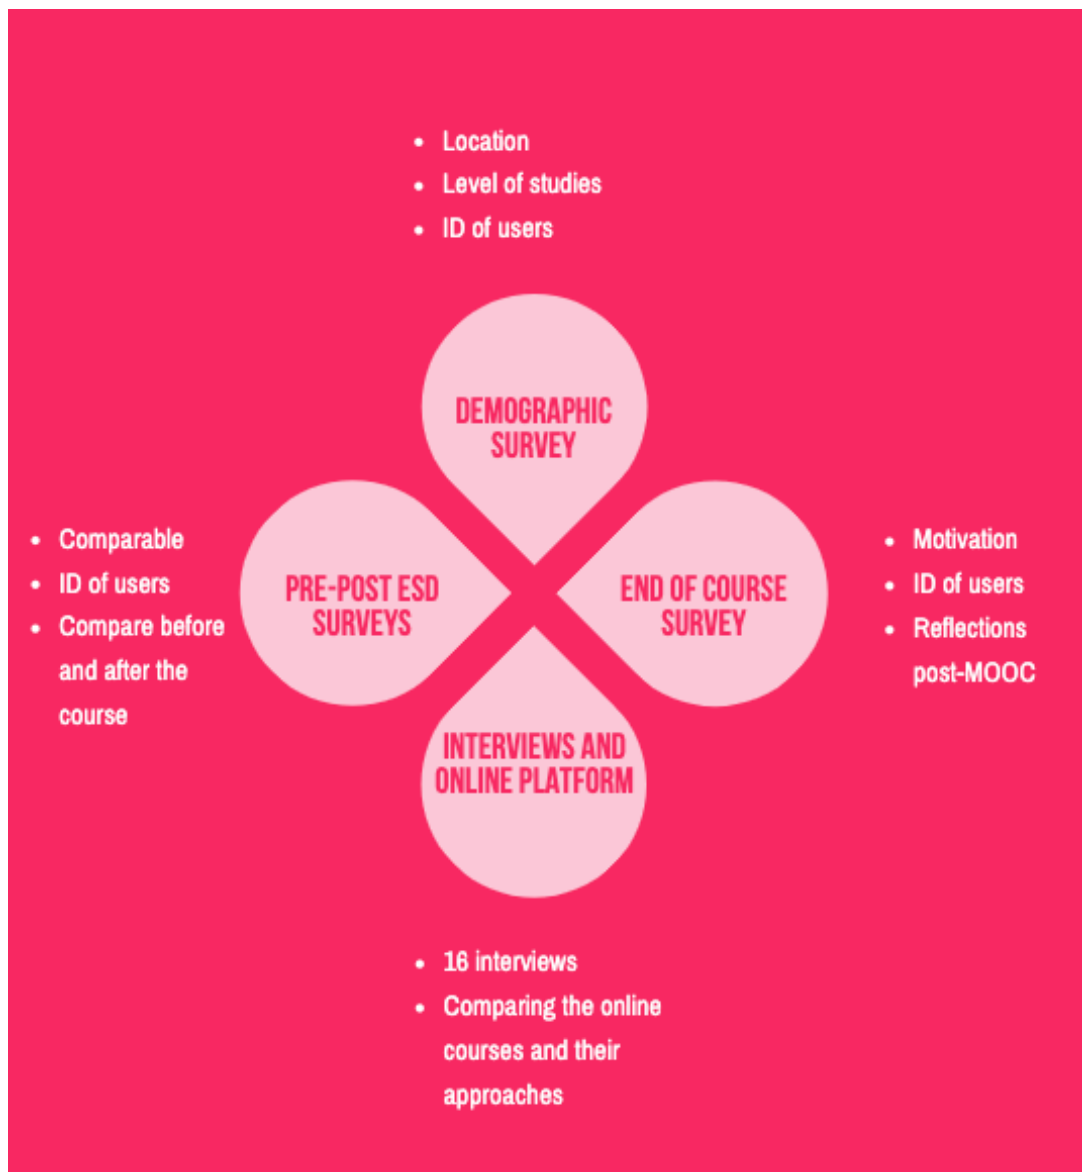 • Location
• Level of studies
• ID of users
DEMOGRAPHIC
SURVEY
• Comparable
• ID of users
• Compare before
and after the
course
PRE-POST ESD
SURVEYS
END OF COURSE
SURVEY
• Motivation
• ID of users
• Reflections
post-MOOC
INTERVIEWS AND
ONLINE PLATFORM
• 16 interviews
• Comparing the online
courses and their
approaches